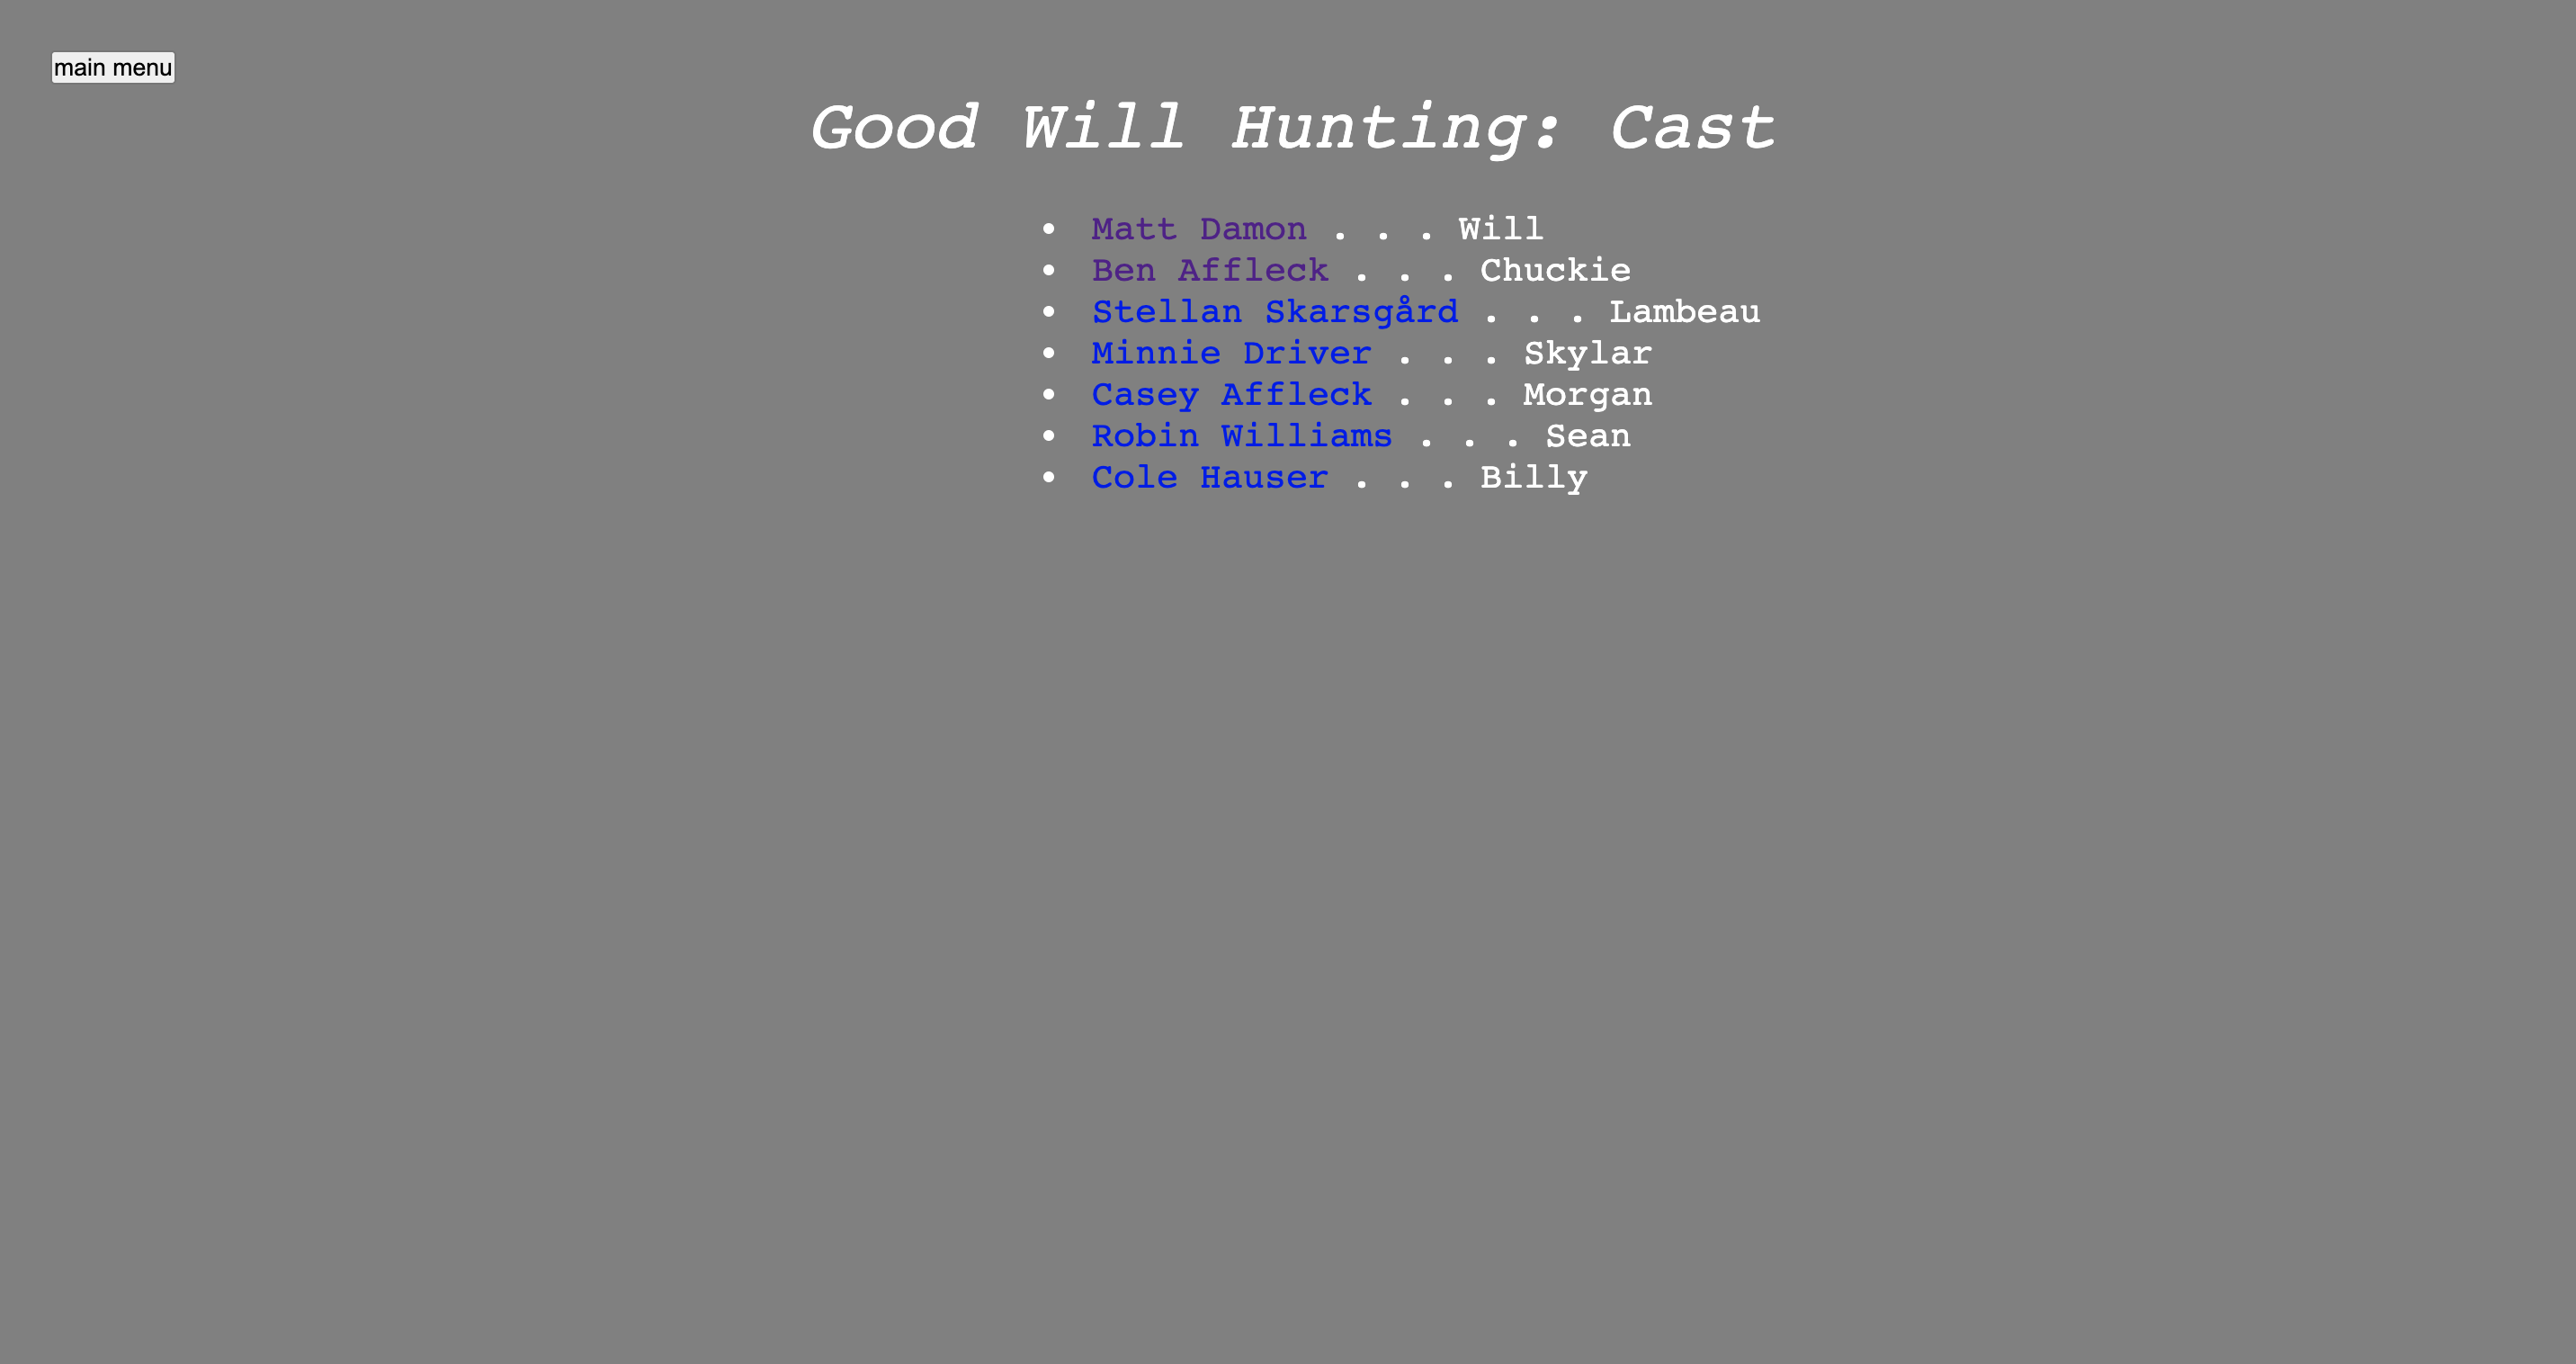 main menu
Good Will Hunting: Cast
• Matt Damon . . . Will
• Ben Affleck . . . Chuckie
• Stellan Skarsgård . . . Lambeau
• Minnie Driver . . . Skylar
• Casey Affleck . . . Morgan
• Robin Williams . . . Sean
• Cole Hauser . . . Billy